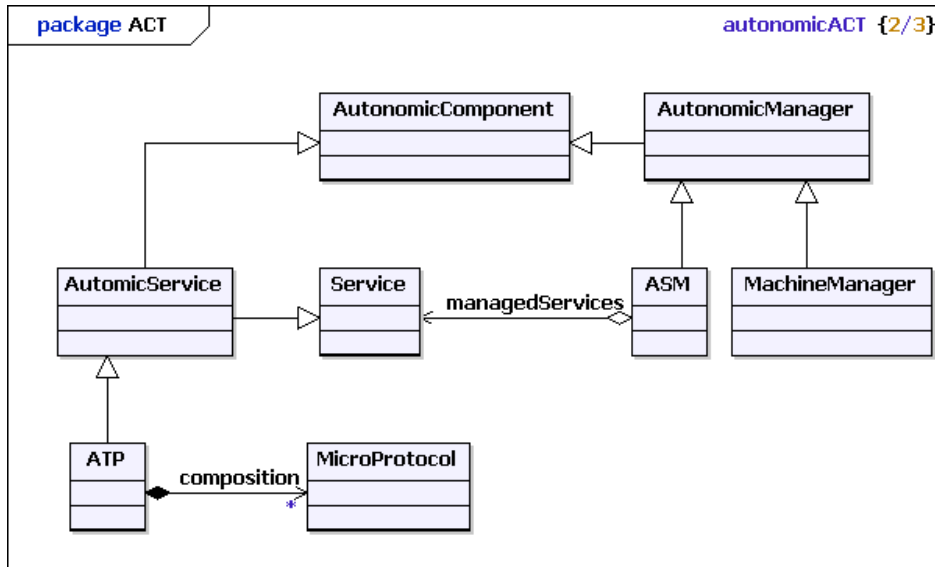 package ACT
autonomicACT {2/3}
AutonomicComponent
AutonomicManager
AutomicService
Service
managedServices
ASM
MachineManager
ATP
composition
*
MicroProtocol